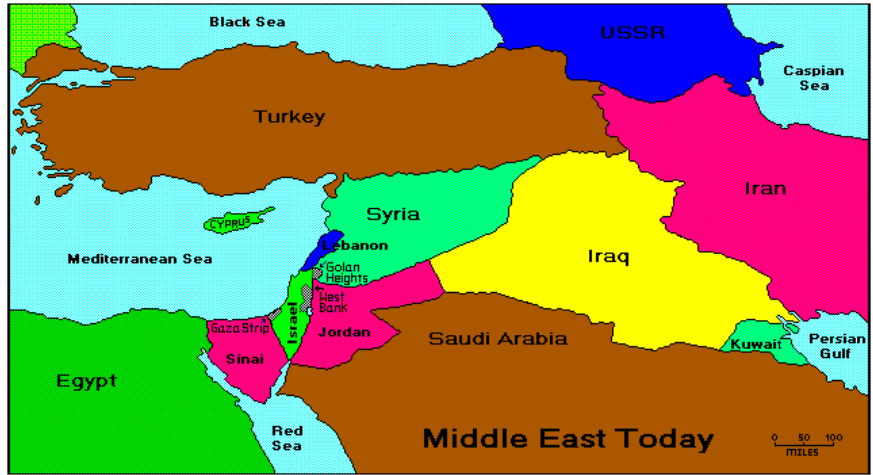 Black Sea
USSR
Caspian
Sea
Turkey
Iran
CYPRUS
Syria
Mediterranean Sea
Lebanon
Iraq
Golan
Heights
West
Bank
Israel
Gaza Strip
Jordan
Saudi Arabia
Kuwait
Persian
Gulf
Sinai
Egypt
Red
Sea
Middle East Today
0 50 100
MILES